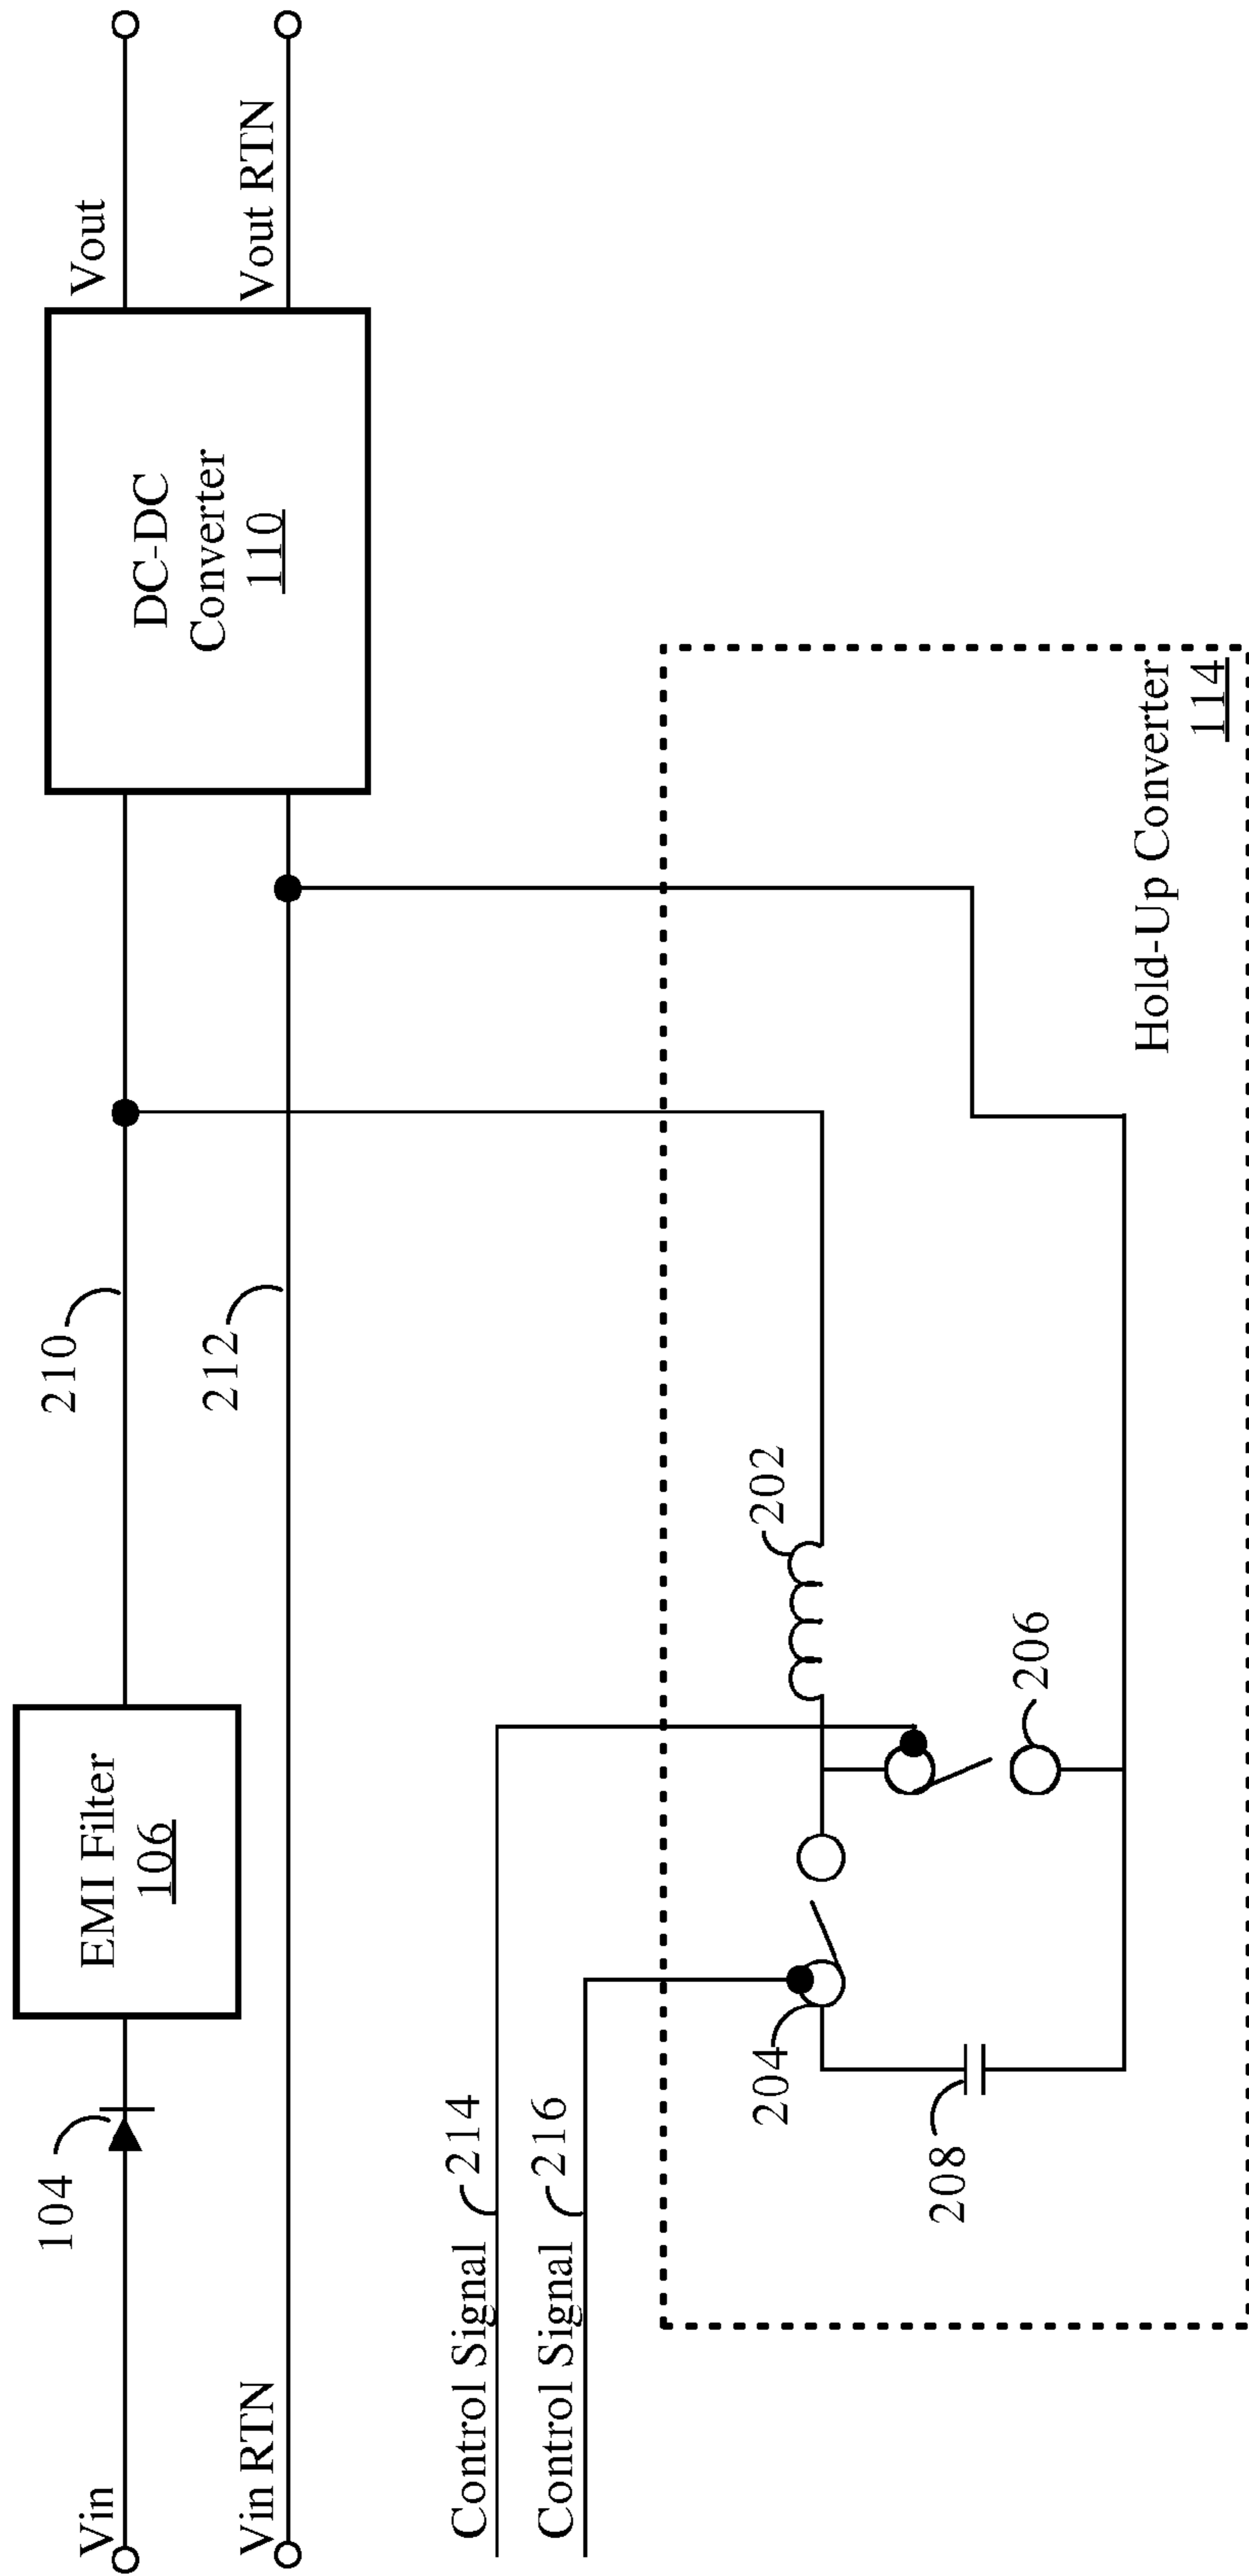 Vin
104
EMI Filter
106
210
DC-DC
Converter
110
Vout
Vin RTN
212
Vout RTN
Control Signal
214
Control Signal
216
204
202
208
206
Hold-Up Converter
114